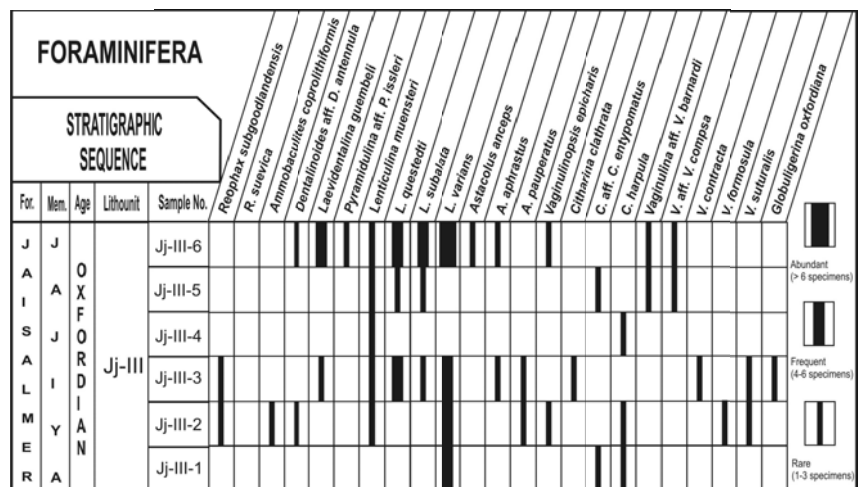 FORAMINIFERA
STRATIGRAPHIC
SEQUENCE
For. Mem. Age Lithounit Sample No.
Reophax subgoodlandensis
R. suevica
Ammobaculites coprolithiformis
Dentalinoides aff. D. antennula
Laevidentalina guembeli
Pyramidulina aff. P. issleri
Lenticulina muensteri
L. questedti
L. subalata
L. varians
Astacolus anceps
A. aphrastus
A. pauperatus
Vaginulinopsis epicharis
Citharina clathrata
C. aff. C. entypomatus
C. harpula
Vaginulina aff. V. barnardi
V. aff. V. compsa
V. contracta
V. formosula
V. suturalis
Globuligerina oxfordiana
JAISALMER
JAJIYA
OXFORDIAN
Jj-III
Jj-III-6
Jj-III-5
Jj-III-4
Jj-III-3
Jj-III-2
Jj-III-1
Abundant
(> 6 specimens)
Frequent
(4-6 specimens)
Rare
(1-3 specimens)